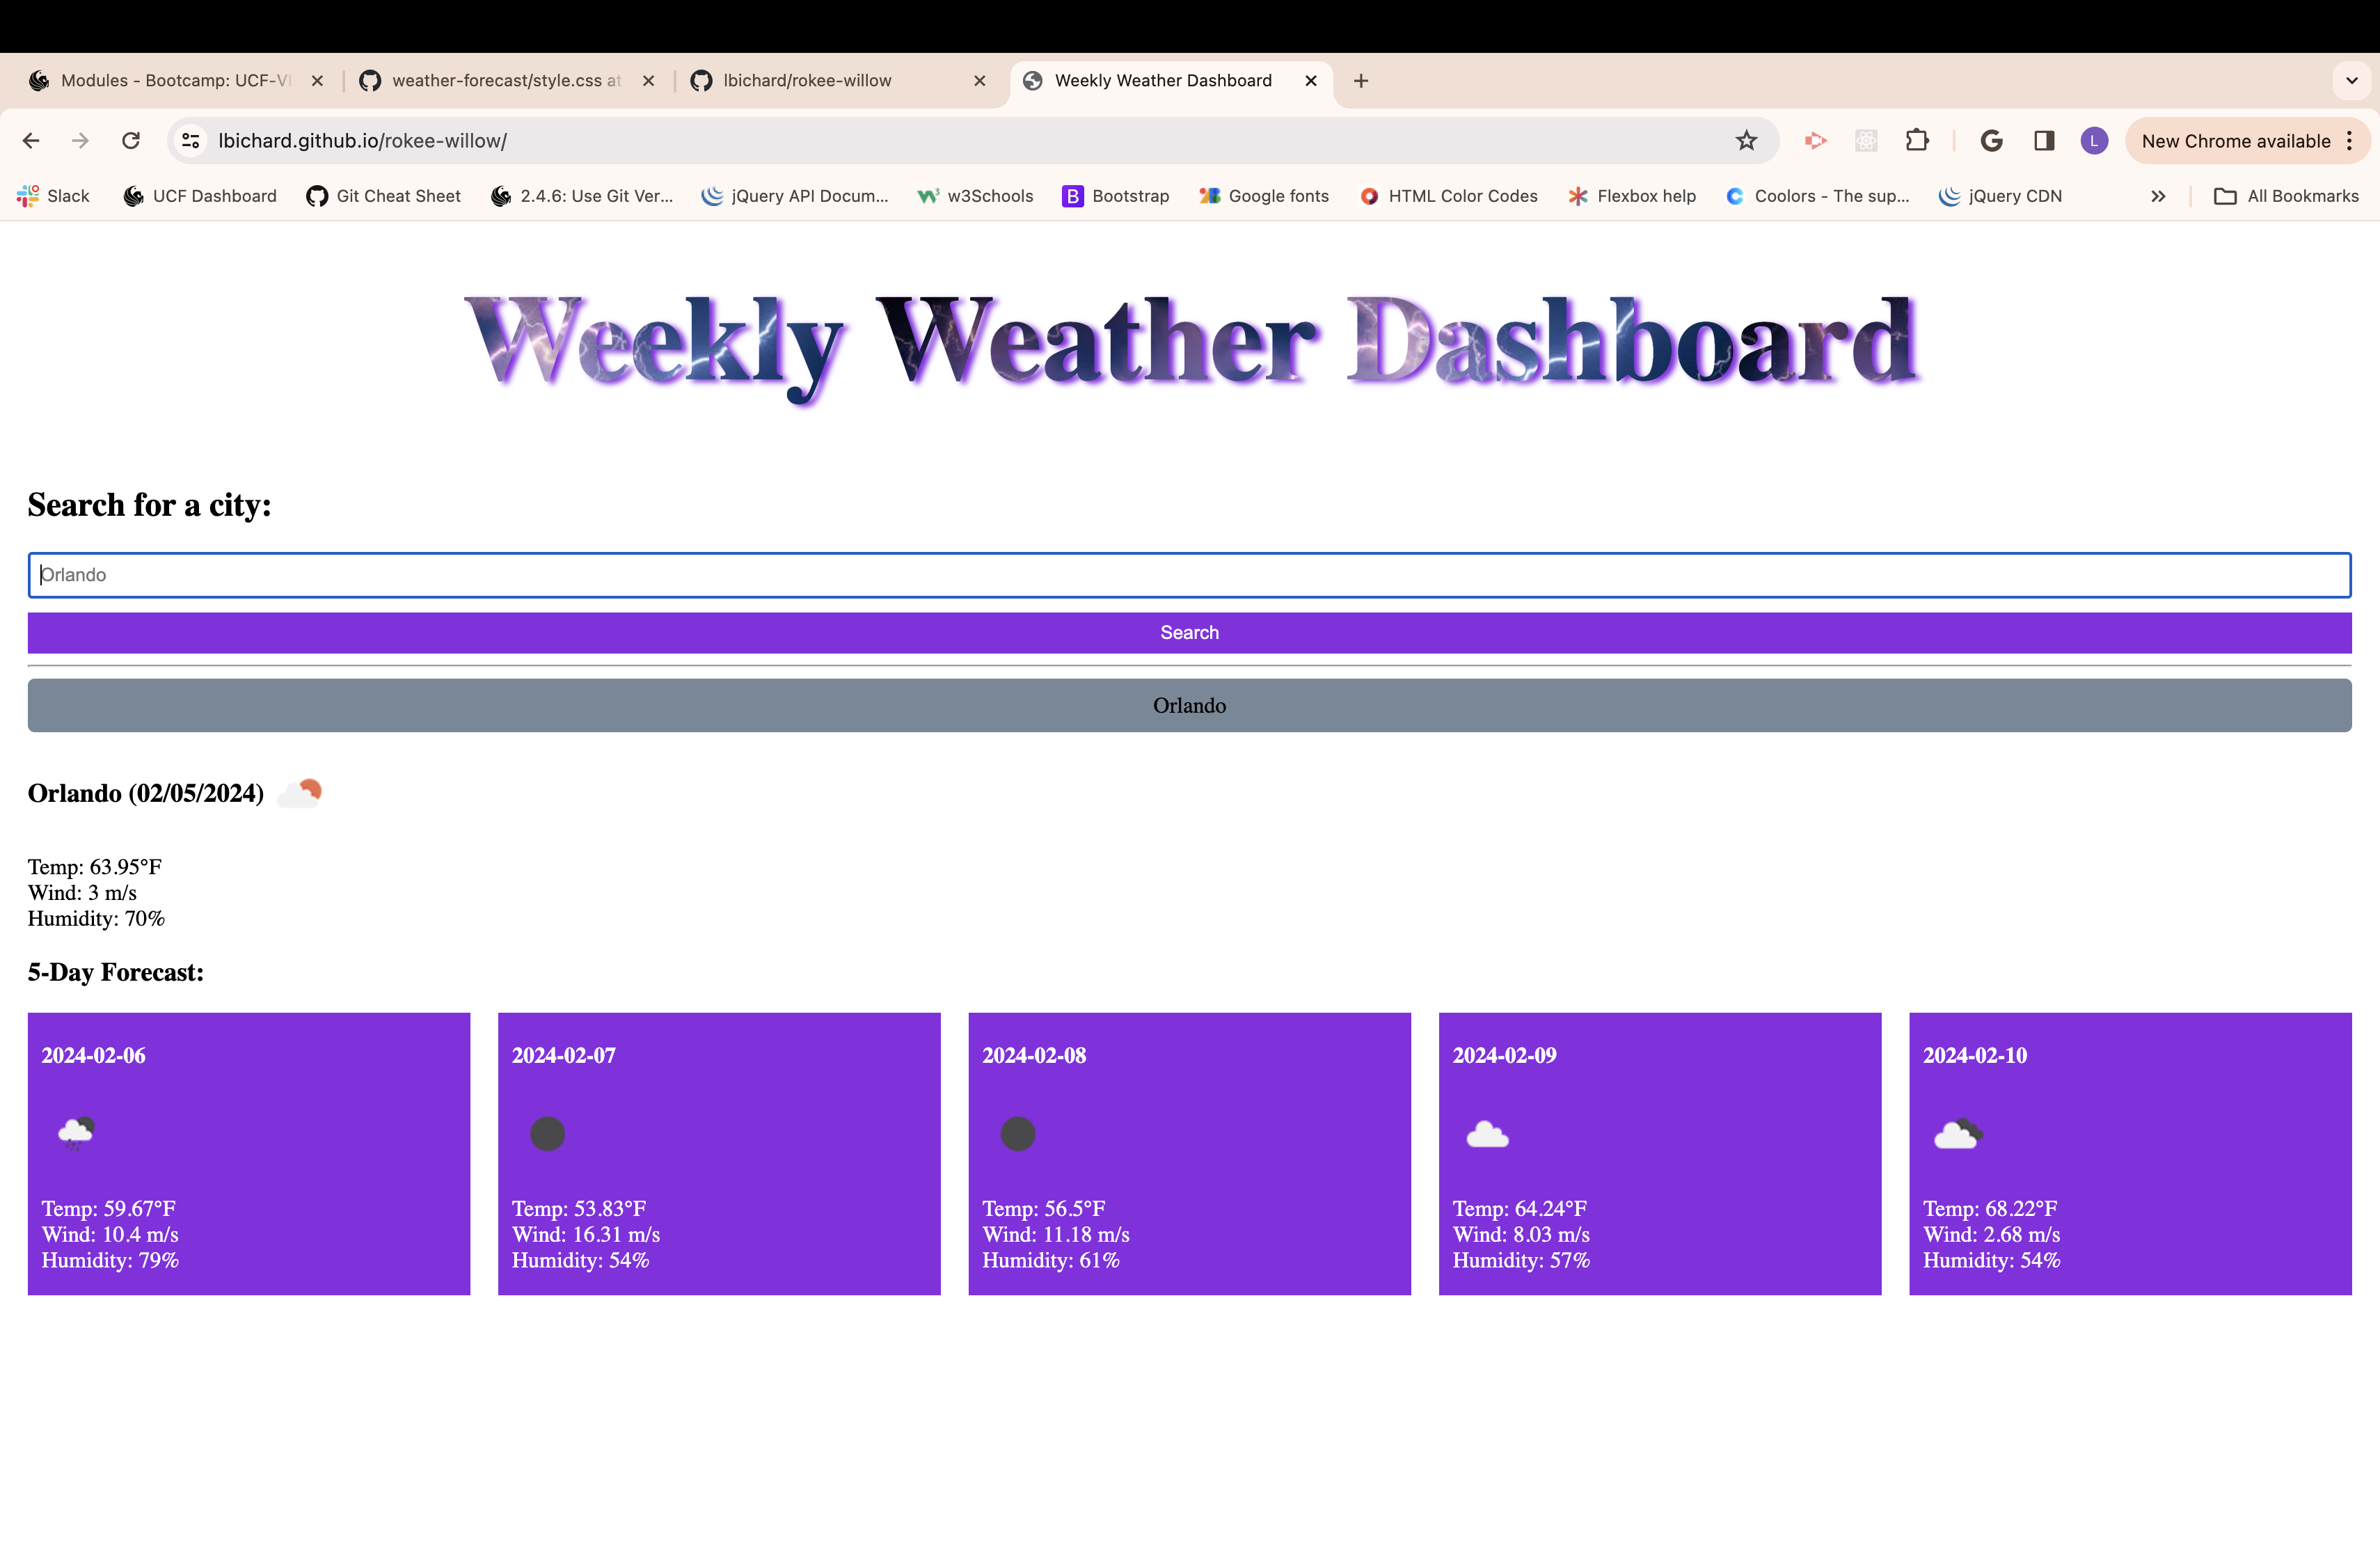 Modules - Bootcamp: UCF-VI
weather-forecast/style.css at
lbichard/rokee-willow
Weekly Weather Dashboard
lbichard.github.io/rokee-willow/
L
New Chrome available
Slack
UCF Dashboard
Git Cheat Sheet
2.4.6: Use Git Ver...
jQuery API Docum...
w3Schools
B
Bootstrap
Google fonts
HTML Color Codes
Flexbox help
Coolors - The sup...
jQuery CDN
All Bookmarks
Weekly Weather Dashboard
Search for a city:
Orlando
Search
Orlando
Orlando (02/05/2024)
Temp: 63.95°F
Wind: 3 m/s
Humidity: 70%
5-Day Forecast:
2024-02-06
Temp: 59.67°F
Wind: 10.4 m/s
Humidity: 79%
2024-02-07
Temp: 53.83°F
Wind: 16.31 m/s
Humidity: 54%
2024-02-08
Temp: 56.5°F
Wind: 11.18 m/s
Humidity: 61%
2024-02-09
Temp: 64.24°F
Wind: 8.03 m/s
Humidity: 57%
2024-02-10
Temp: 68.22°F
Wind: 2.68 m/s
Humidity: 54%